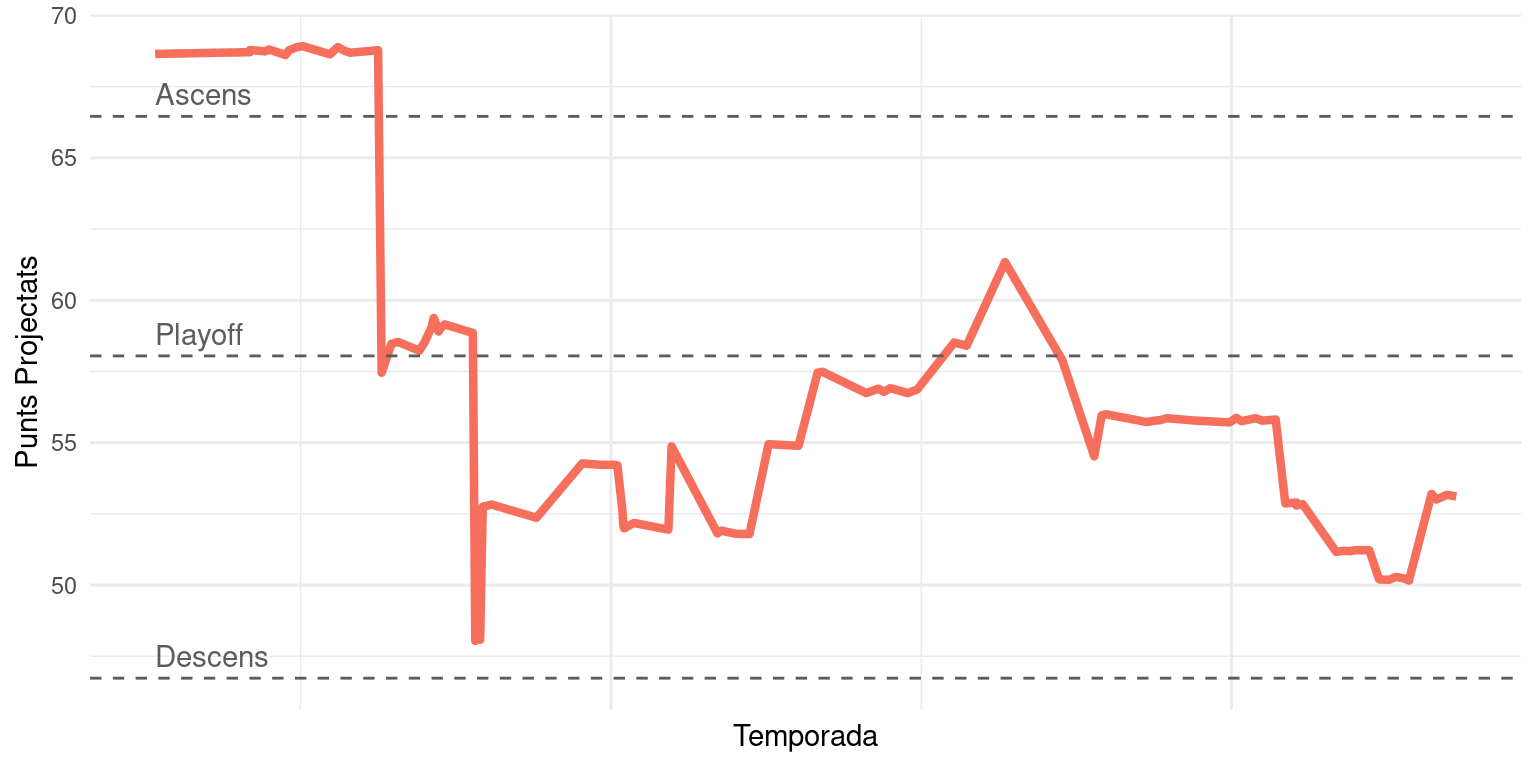 70
Ascens
65
60
Playoff
55
50
Descens
Punts Projectats
Temporada